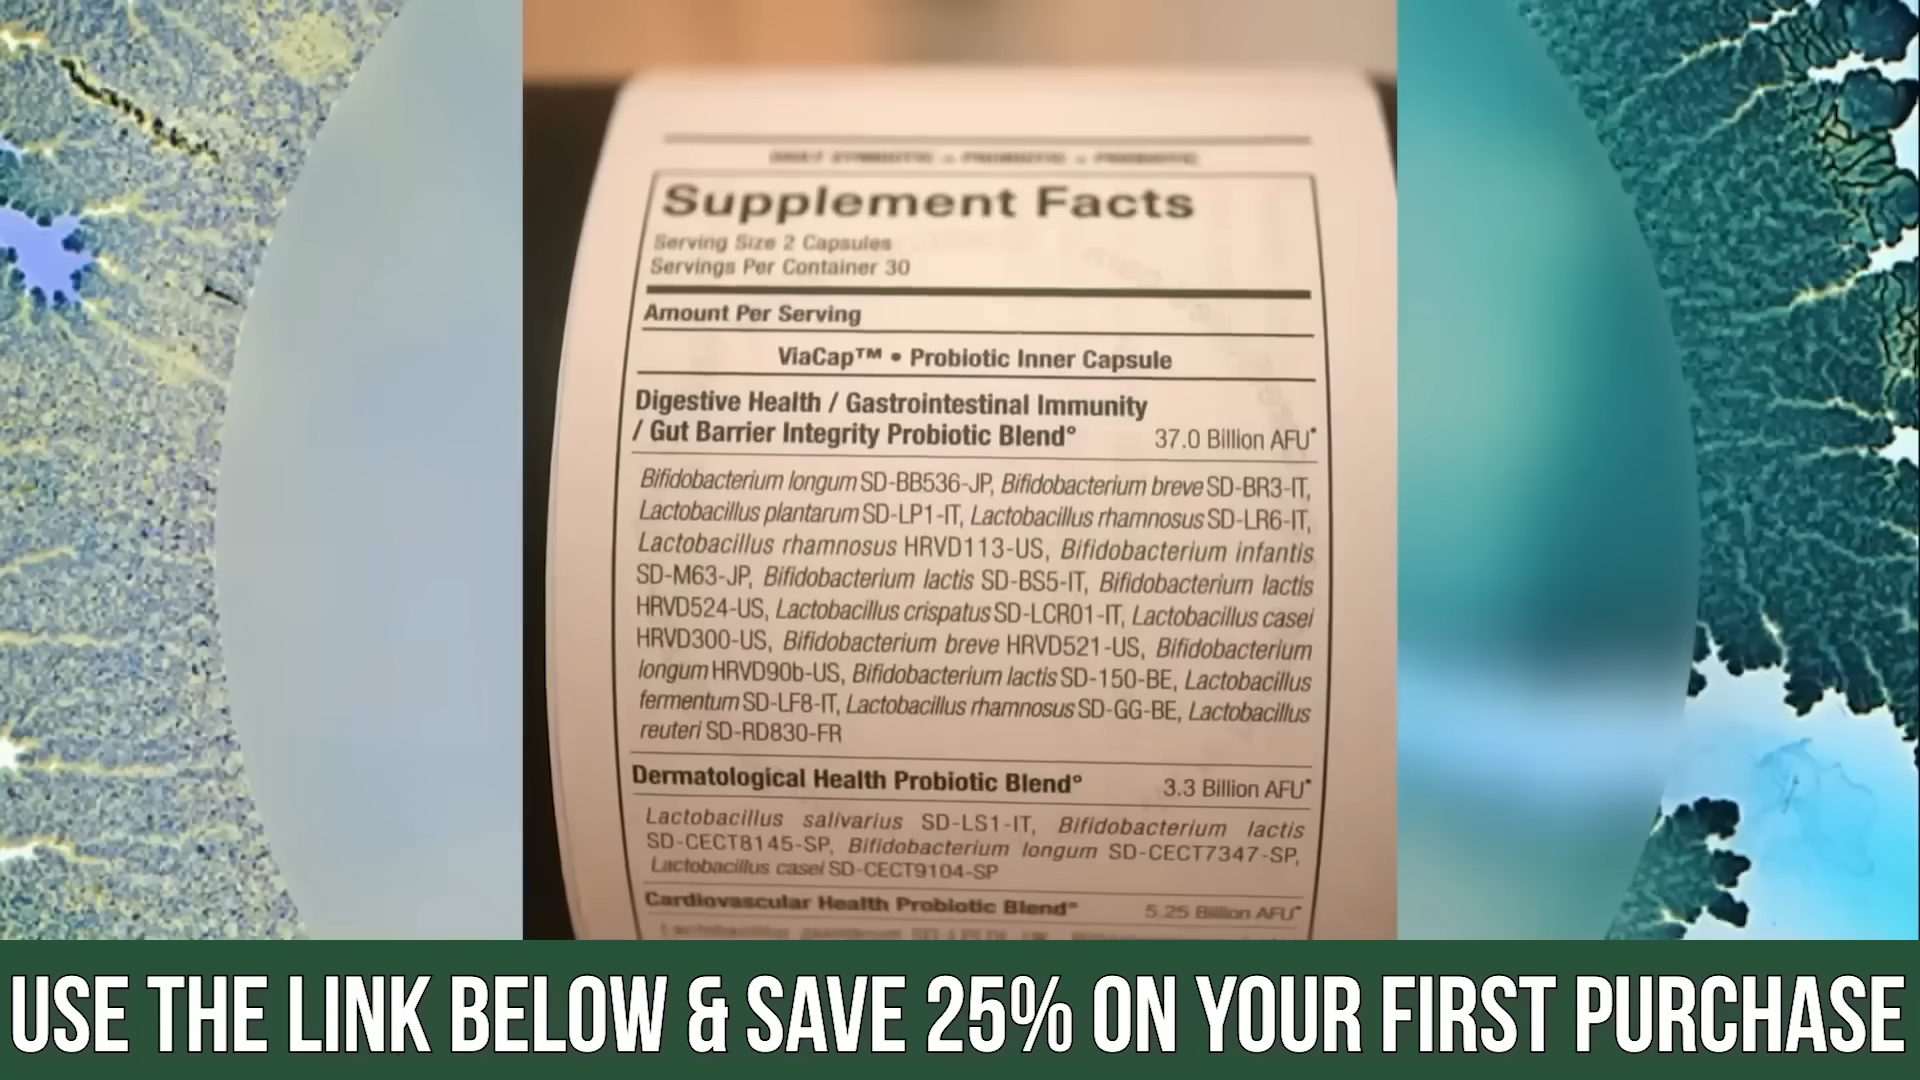 Supplement Facts
Serving Size 2 Capsules
Servings Per Container 30
Amount Per Serving
ViaCap™ • Probiotic Inner Capsule
Digestive Health / Gastrointestinal Immunity
/ Gut Barrier Integrity Probiotic Blend° 37.0 Billion AFU*
Bifidobacterium longum SD-BB536-JP, Bifidobacterium breve SD-BR3-IT,
Lactobacillus plantarum SD-LP1-IT, Lactobacillus rhamnosus SD-LR6-IT,
Lactobacillus rhamnosus HRVD113-US, Bifidobacterium infantis
SD-M63-JP, Bifidobacterium lactis SD-BS5-IT, Bifidobacterium lactis
HRVD524-US, Lactobacillus crispatus SD-LCR01-IT, Lactobacillus casei
HRVD300-US, Bifidobacterium breve HRVD521-US, Bifidobacterium
longum HRVD90b-US, Bifidobacterium lactis SD-150-BE, Lactobacillus
fermentum SD-LF8-IT, Lactobacillus rhamnosus SD-GG-BE, Lactobacillus
reuteri SD-RD830-FR
Dermatological Health Probiotic Blend° 3.3 Billion AFU*
Lactobacillus salivarius SD-LS1-IT, Bifidobacterium lactis
SD-CECT8145-SP, Bifidobacterium longum SD-CECT7347-SP,
Lactobacillus casei SD-CECT9104-SP
Cardiovascular Health Probiotic Blend° 5.25 Billion AFU*
USE THE LINK BELOW & SAVE 25% ON YOUR FIRST PURCHASE